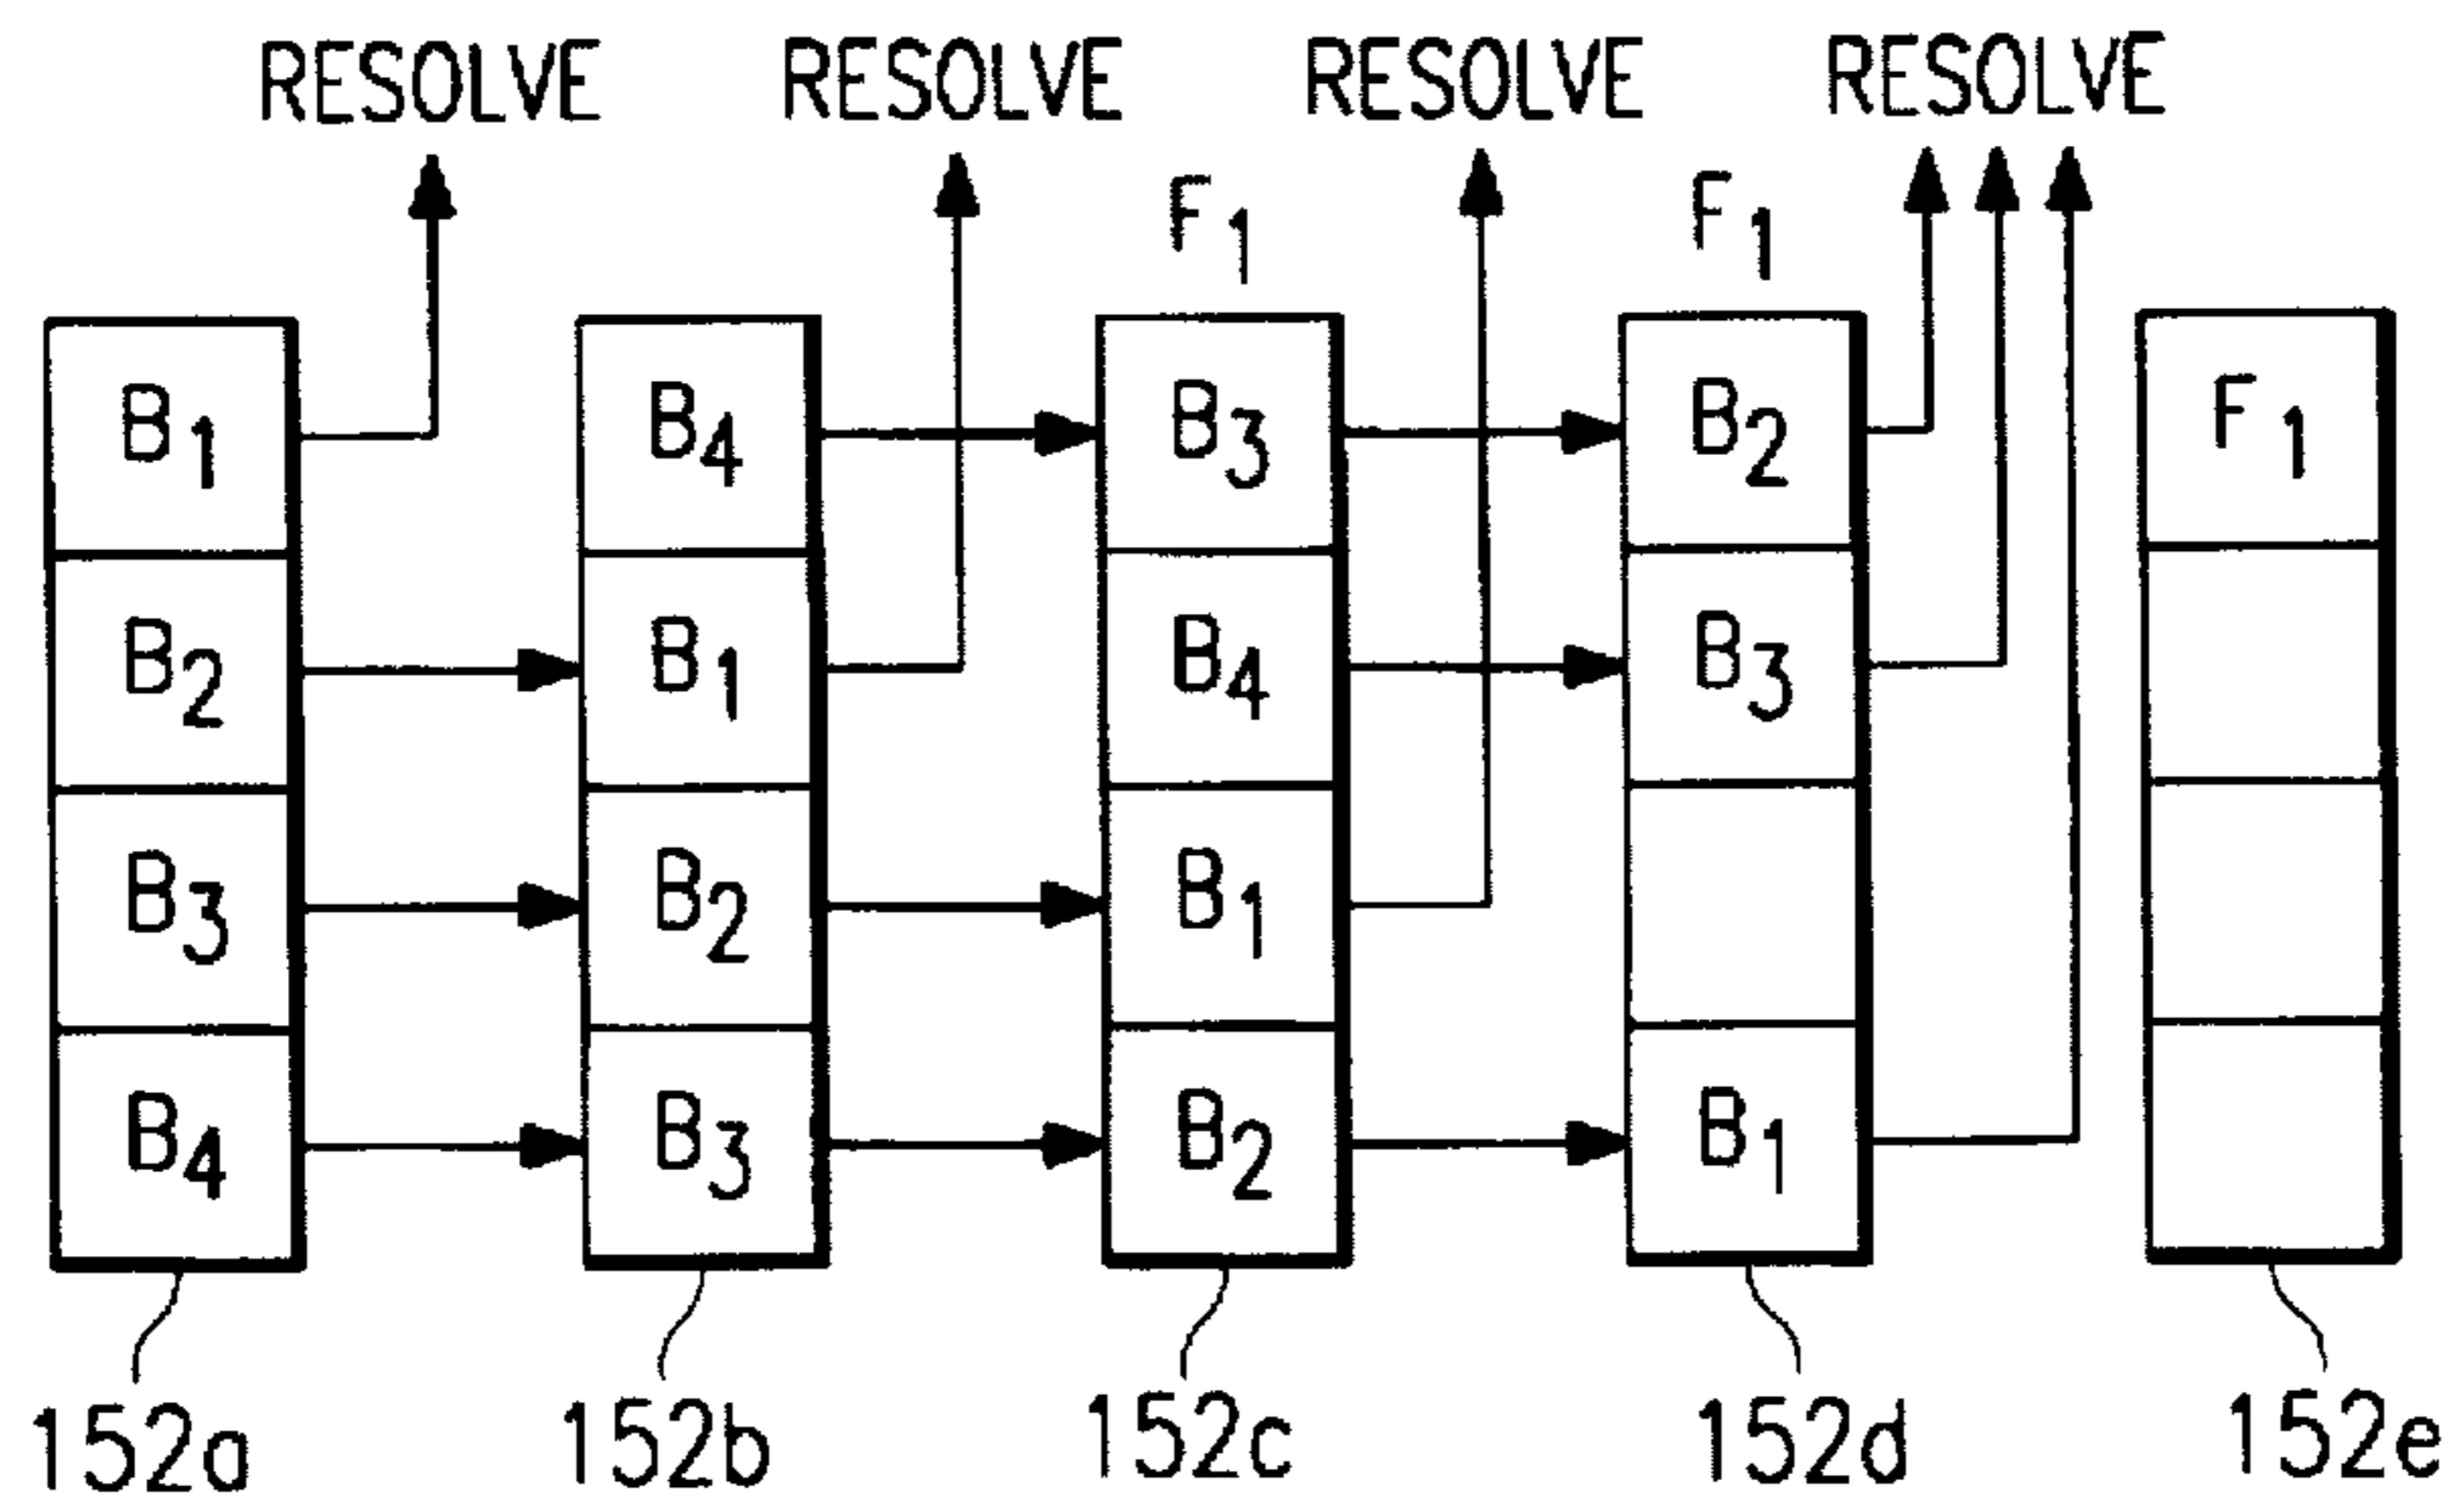 RESOLVE RESOLVE RESOLVE RESOLVE
F1 F1
B1 B4 B3 B2 F1
B2 B1 B4 B3
B3 B2 B1
B4 B3 B2 B1
152a 152b 152c 152d 152e